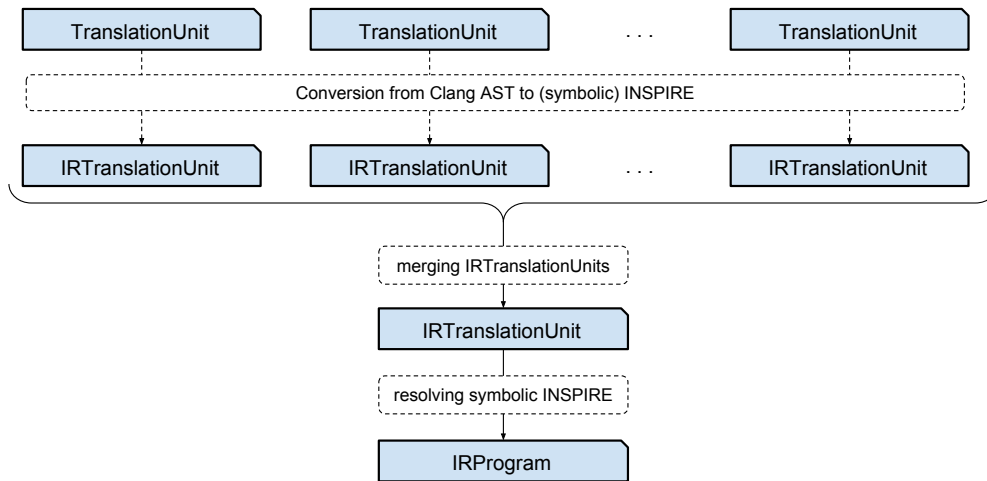 TranslationUnit TranslationUnit . . . TranslationUnit
Conversion from Clang AST to (symbolic) INSPIRE
IRTranslationUnit IRTranslationUnit . . . IRTranslationUnit
merging IRTranslationUnits
IRTranslationUnit
resolving symbolic INSPIRE
IRProgram